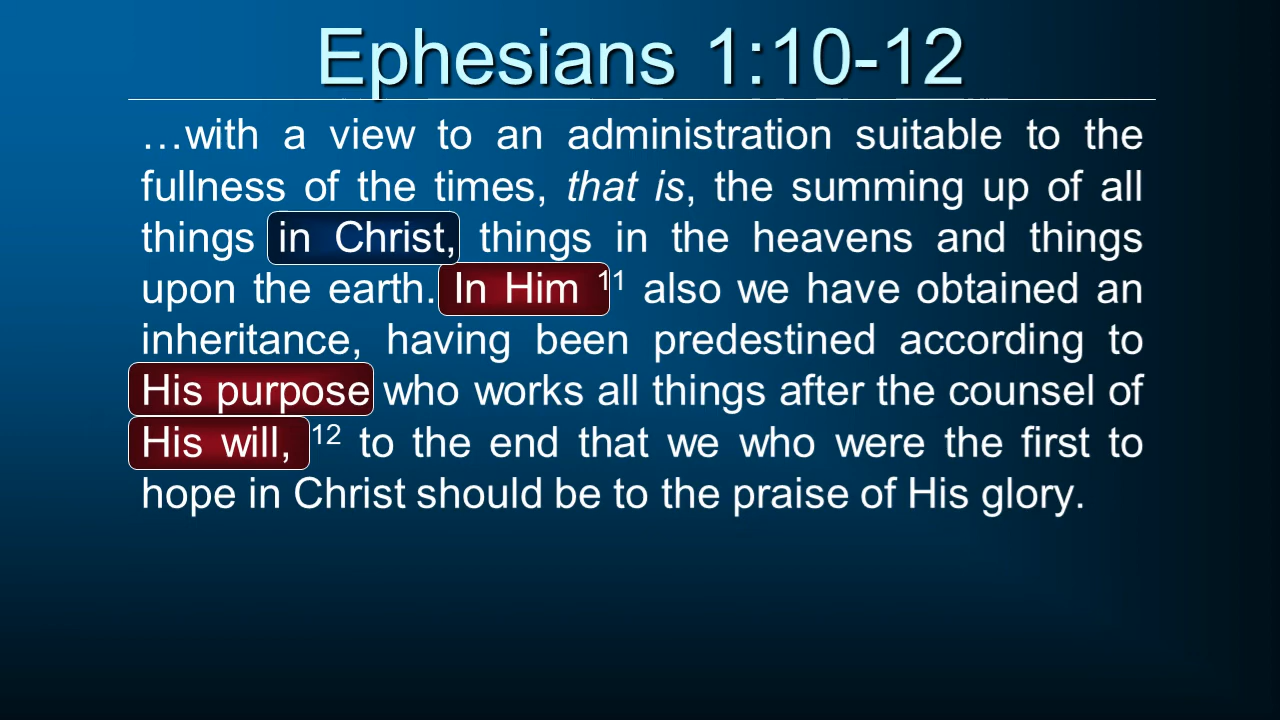 Ephesians 1:10-12
…with a view to an administration suitable to the
fullness of the times, that is, the summing up of all
things in Christ, things in the heavens and things
upon the earth. In Him 11 also we have obtained an
inheritance, having been predestined according to
His purpose who works all things after the counsel of
His will, 12 to the end that we who were the first to
hope in Christ should be to the praise of His glory.